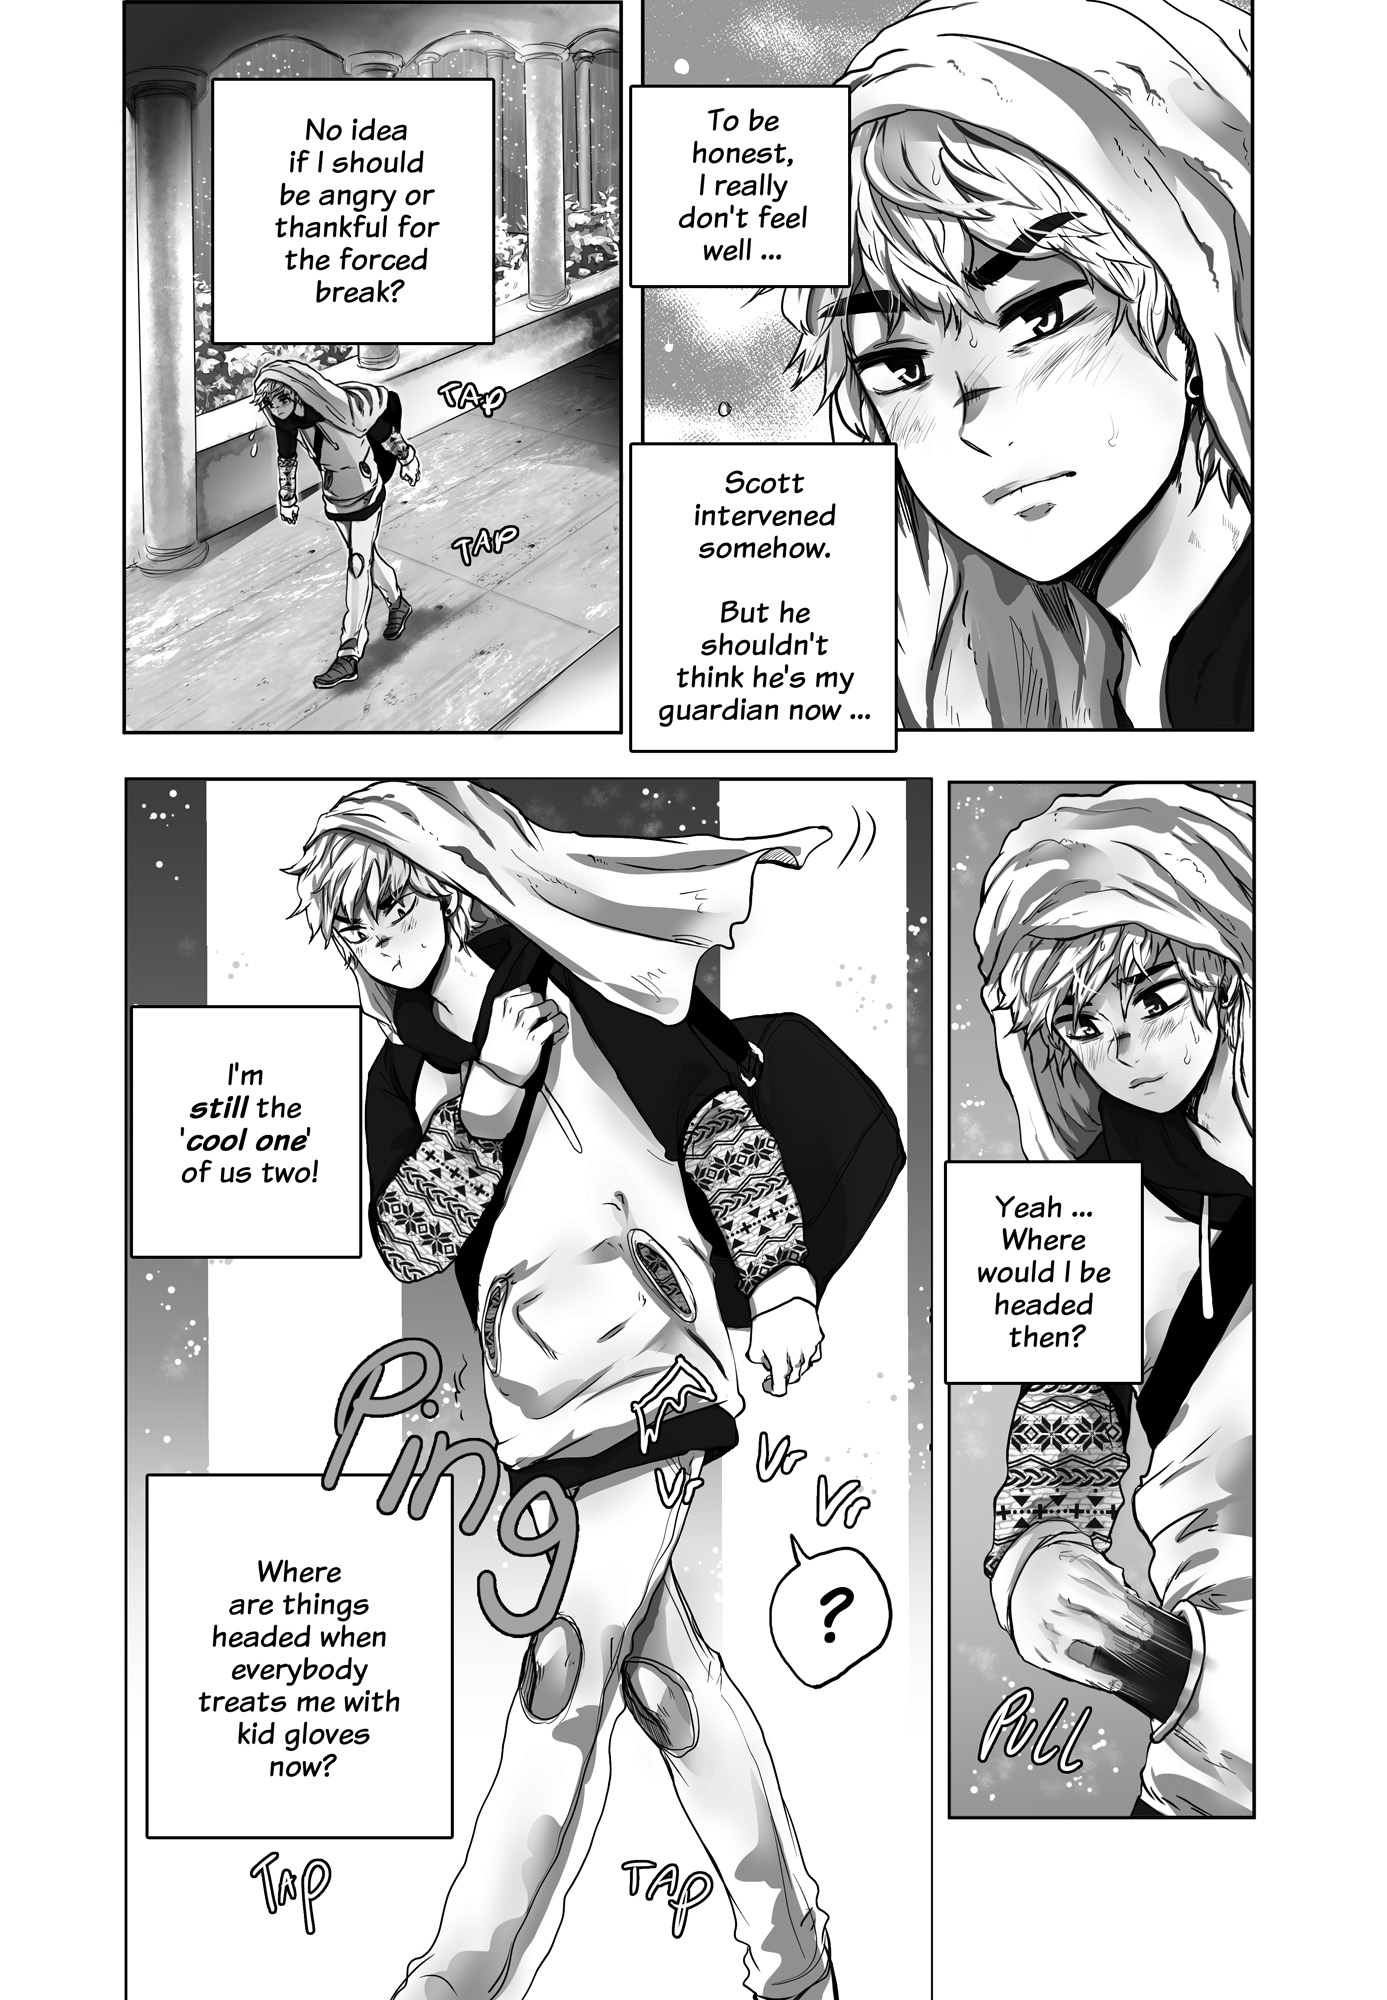 No idea
if I should
be angry or
thankful for
the forced
break?
TAP
TAP
To be
honest,
I really
don't feel
well ...
Scott
intervened
somehow.
But he
shouldn't
think he's my
guardian now ...
I'm
still the
'cool one'
of us two!
Ping
Vr
Vr
Vr
?
Where
are things
headed when
everybody
treats me with
kid gloves
now?
TAP
TAP
Yeah ...
Where
would I be
headed
then?
PULL